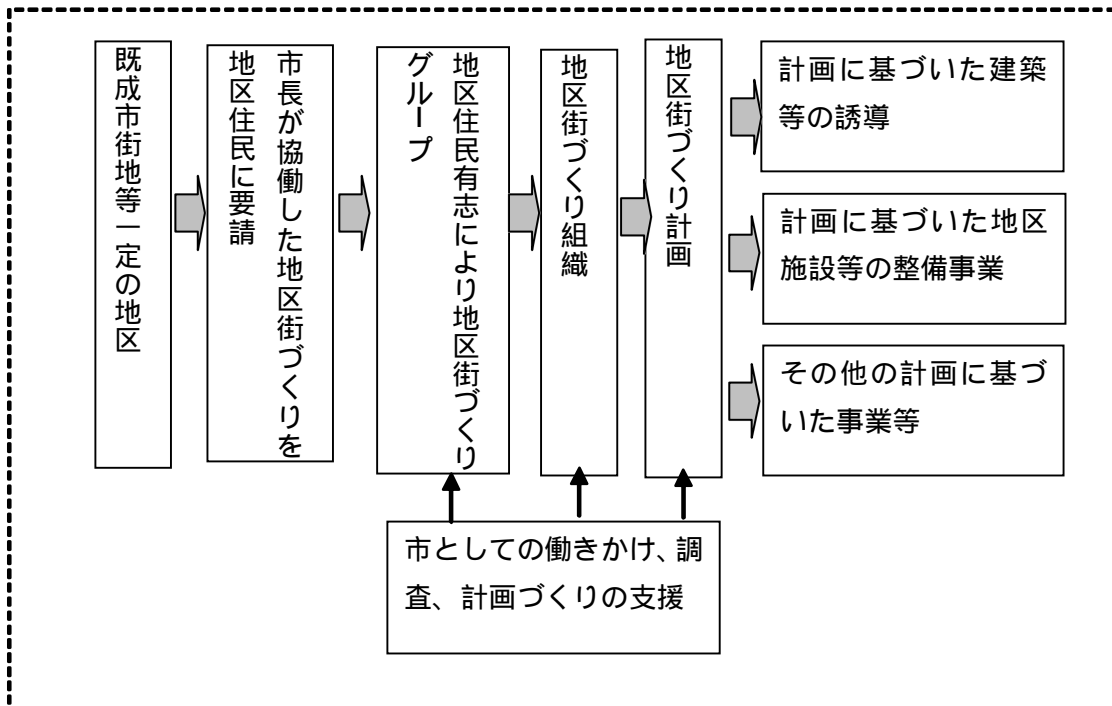 既成市街地等一定の地区
市長が協働した地区街づくりを
地区住民に要請
地区住民有志により地区街づくり
グループ
地区街づくり組織
地区街づくり計画
計画に基づいた建築
等の誘導
計画に基づいた地区
施設等の整備事業
その他の計画に基づ
いた事業等
市としての働きかけ、調
査、計画づくりの支援